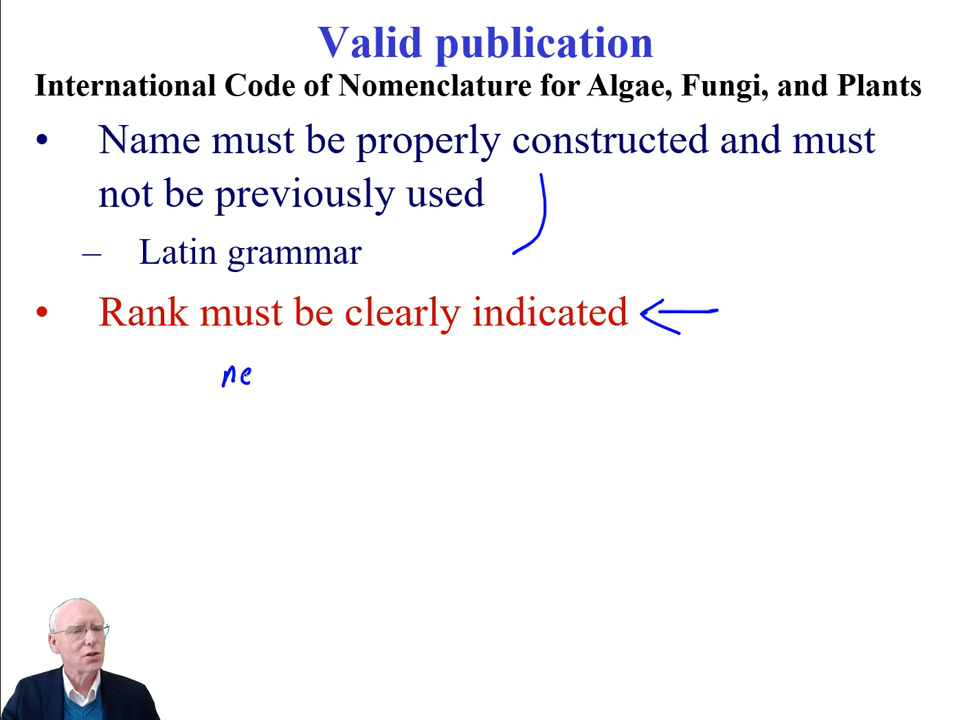 Valid publication
International Code of Nomenclature for Algae, Fungi, and Plants
• Name must be properly constructed and must
not be previously used
– Latin grammar
• Rank must be clearly indicated
ne